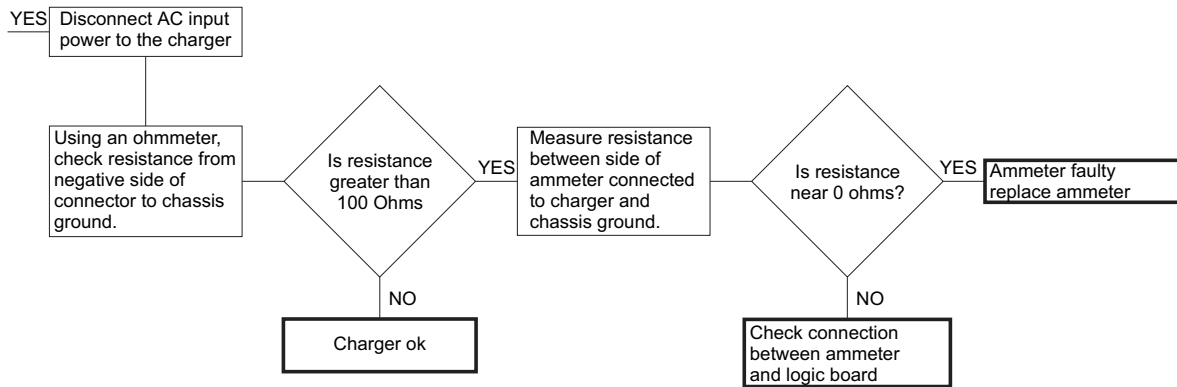 YES
Disconnect AC input
power to the charger
Using an ohmmeter,
check resistance from
negative side of
connector to chassis
ground.
Is resistance
greater than
100 Ohms
YES
NO
Charger ok
Measure resistance
between side of
ammeter connected
to charger and
chassis ground.
Is resistance
near 0 ohms?
YES
Ammeter faulty
replace ammeter
NO
Check connection
between ammeter
and logic board